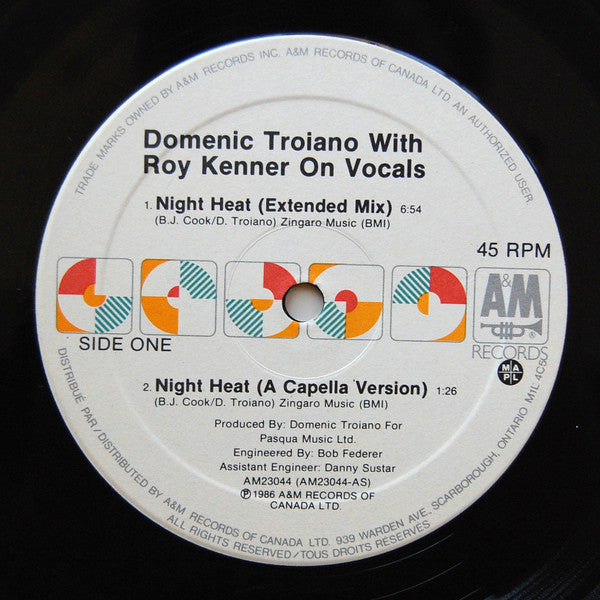 TRADE MARKS OWNED BY A&M RECORDS INC. A&M RECORDS OF CANADA LTD. AN AUTHORIZED USER.
Domenic Troiano With
Roy Kenner On Vocals
1. Night Heat (Extended Mix) 6:54
(B.J. Cook/D. Troiano) Zingaro Music (BMI)
45 RPM
A&M
RECORDS
MAPL
SIDE ONE
2. Night Heat (A Capella Version) 1:26
(B.J. Cook/D. Troiano) Zingaro Music (BMI)
Produced By: Domenic Troiano For
Pasqua Music Ltd.
Engineered By: Bob Federer
Assistant Engineer: Danny Sustar
AM23044 (AM23044-AS)
Ⓟ1986 A&M RECORDS OF
CANADA LTD.
DISTRIBUÉ PAR / DISTRIBUTED BY A&M RECORDS OF CANADA LTD. 939 WARDEN AVE, SCARBOROUGH, ONTARIO M1L 4C5
ALL RIGHTS RESERVED/TOUS DROITS RESERVÉS